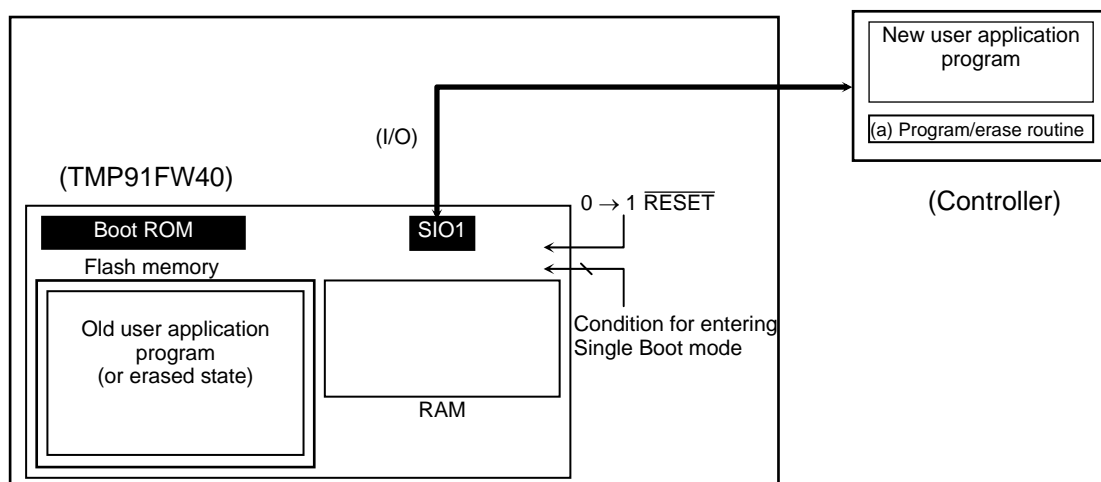 New user application
program
(a) Program/erase routine
(Controller)
(I/O)
(TMP91FW40)
0 → 1 RESET
Boot ROM
SIO1
Flash memory
Old user application
program
(or erased state)
RAM
Condition for entering
Single Boot mode